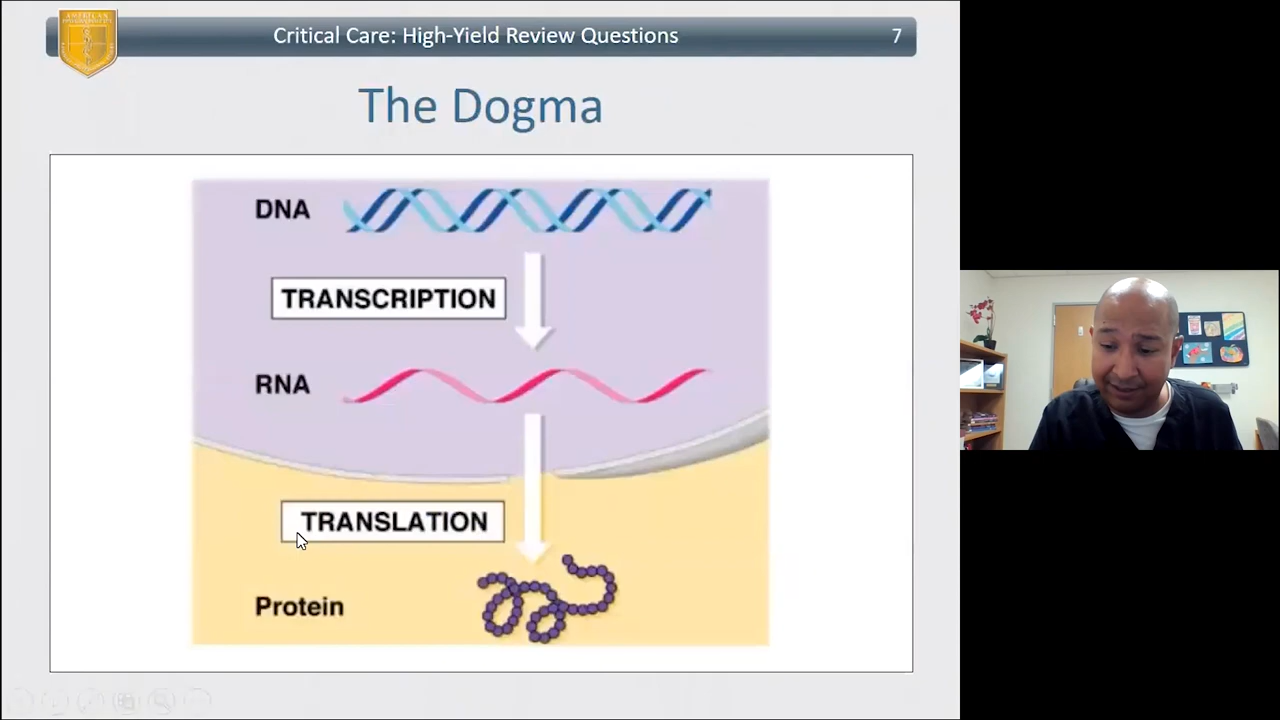 Critical Care: High-Yield Review Questions 7
The Dogma
DNA
TRANSCRIPTION
RNA
TRANSLATION
Protein